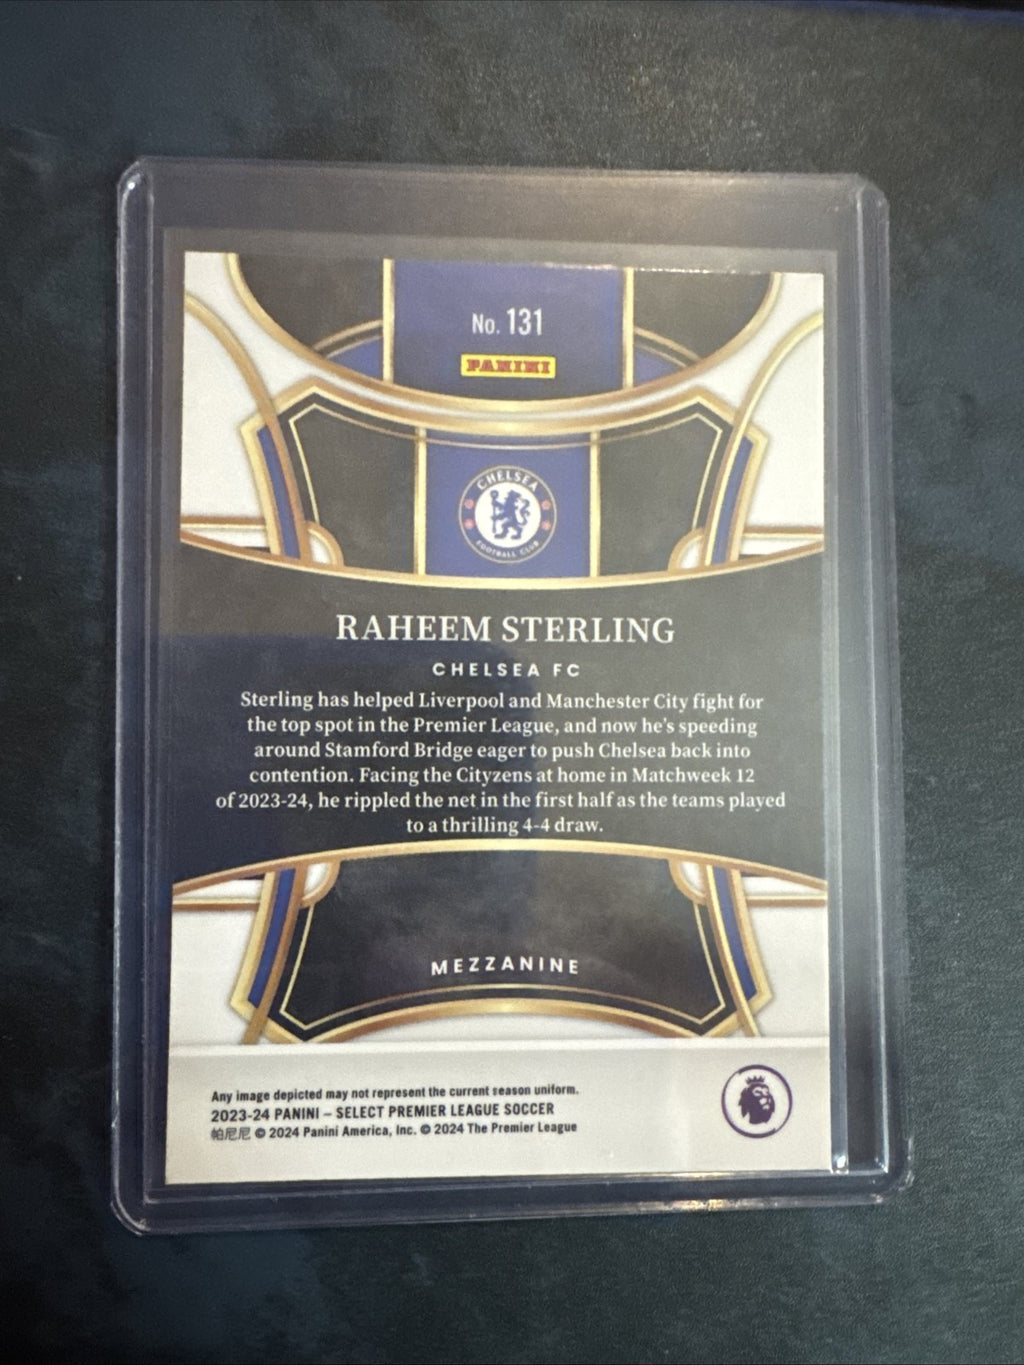 No. 131
PANINI
CHELSEA
FOOTBALL CLUB
RAHEEM STERLING
CHELSEA FC
Sterling has helped Liverpool and Manchester City fight for
the top spot in the Premier League, and now he's speeding
around Stamford Bridge eager to push Chelsea back into
contention. Facing the Cityzens at home in Matchweek 12
of 2023-24, he rippled the net in the first half as the teams played
to a thrilling 4-4 draw.
MEZZANINE
Any image depicted may not represent the current season uniform.
2023-24 PANINI – SELECT PREMIER LEAGUE SOCCER
帕尼尼 © 2024 Panini America, Inc. © 2024 The Premier League